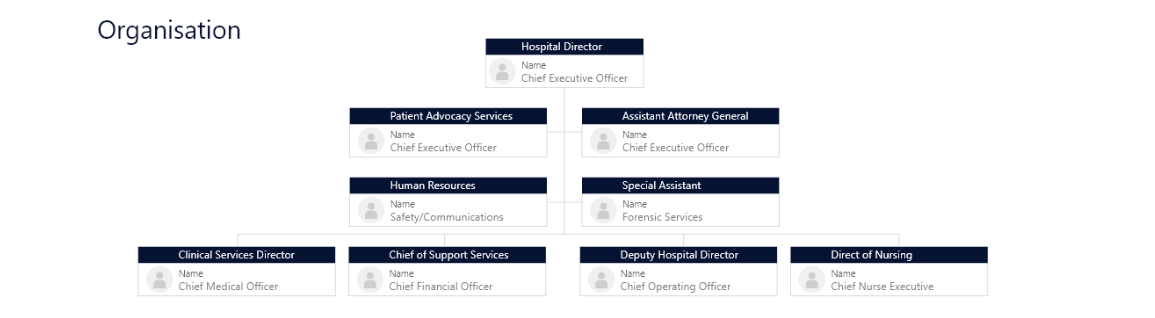 Organisation
Hospital Director
Name
Chief Executive Officer
Patient Advocacy Services
Name
Chief Executive Officer
Assistant Attorney General
Name
Chief Executive Officer
Human Resources
Name
Safety/Communications
Special Assistant
Name
Forensic Services
Clinical Services Director
Name
Chief Medical Officer
Chief of Support Services
Name
Chief Financial Officer
Deputy Hospital Director
Name
Chief Operating Officer
Direct of Nursing
Name
Chief Nurse Executive